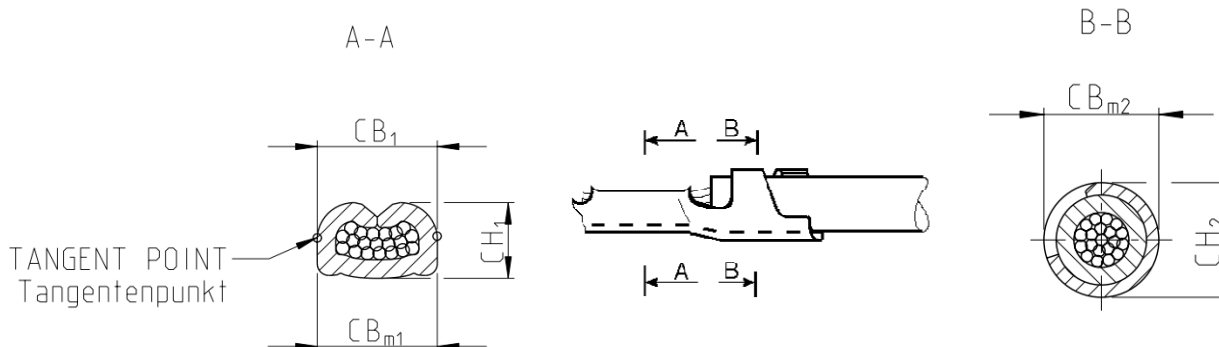 A-A
B-B
CB₁
CBₘ₂
A B
CH₁
CH₂
TANGENT POINT
Tangentenpunkt
A B
CBₘ₁